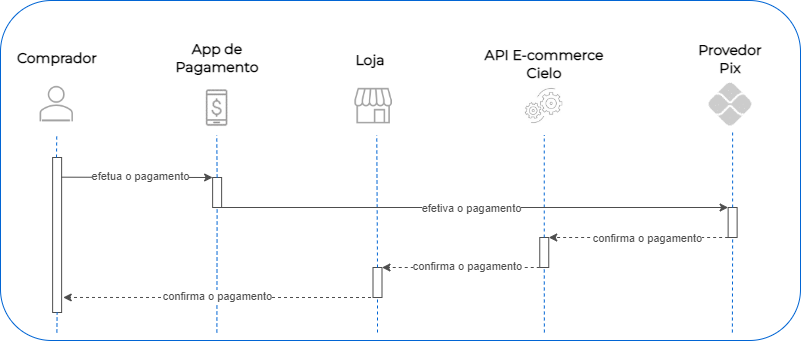 Comprador
App de
Pagamento
Loja
API E-commerce
Cielo
Provedor
Pix
efetua o pagamento
efetiva o pagamento
confirma o pagamento
confirma o pagamento
confirma o pagamento